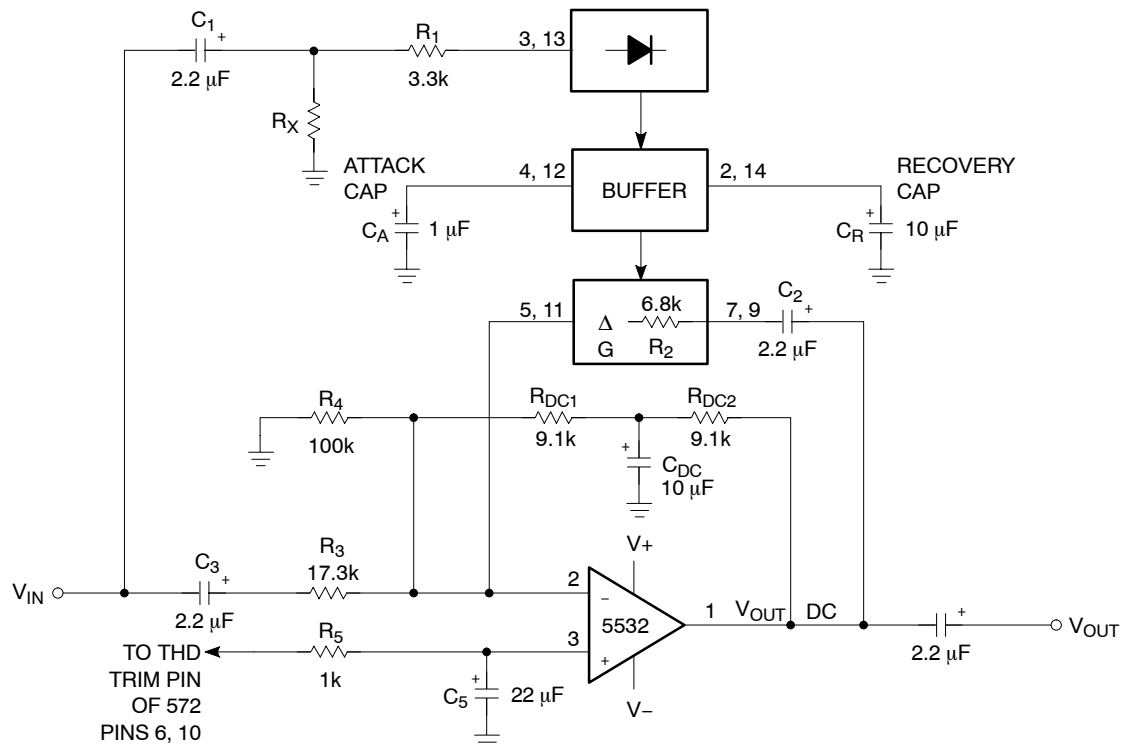 C1
+
2.2 μF
R1
3.3k
3, 13
RX
ATTACK
CAP
4, 12
BUFFER
2, 14
RECOVERY
CAP
+
CA
1 μF
+
CR
10 μF
5, 11
Δ
G
6.8k
R2
7, 9
C2
+
2.2 μF
R4
100k
RDC1
9.1k
RDC2
9.1k
+
CDC
10 μF
V+
VIN
C3
+
2.2 μF
R3
17.3k
2
−
5532
3
+
1
VOUT
DC
+
2.2 μF
VOUT
V−
TO THD
TRIM PIN
OF 572
PINS 6, 10
R5
1k
+
C5
22 μF